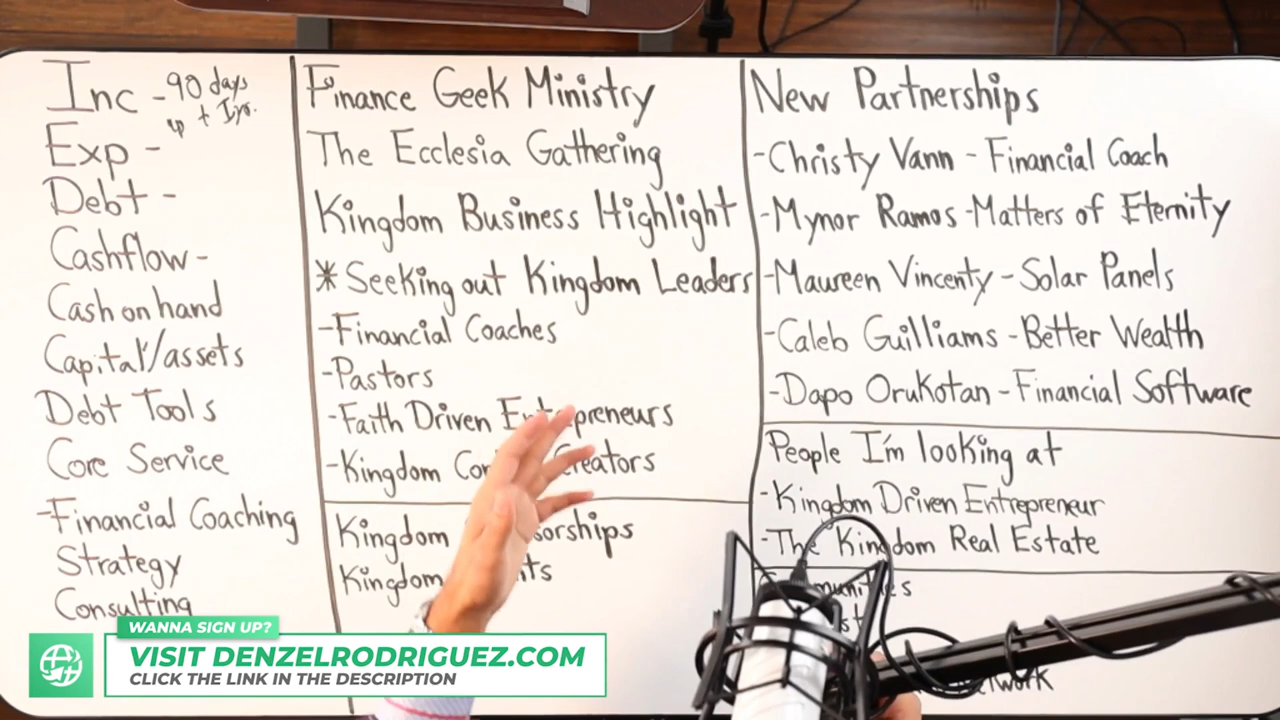 Inc - 90 days
up + 1yr.
Exp -
Debt -
Cashflow -
Cash on hand
Capital/assets
Debt Tools
Core Service
-Financial Coaching
Strategy
Consulting
Finance Geek Ministry
The Ecclesia Gathering
Kingdom Business Highlight
* Seeking out Kingdom Leaders
-Financial Coaches
-Pastors
-Faith Driven Entrepreneurs
-Kingdom Creators
Kingdom
Kingdom
New Partnerships
-Christy Vann - Financial Coach
-Mynor Ramos -Matters of Eternity
-Maureen Vincenty - Solar Panels
-Caleb Guilliams - Better Wealth
-Dapo Orukotan - Financial Software
People I'm looking at
-Kingdom Driven Entrepreneur
-The Kingdom Real Estate
WANNA SIGN UP?
VISIT DENZELRODRIGUEZ.COM
CLICK THE LINK IN THE DESCRIPTION